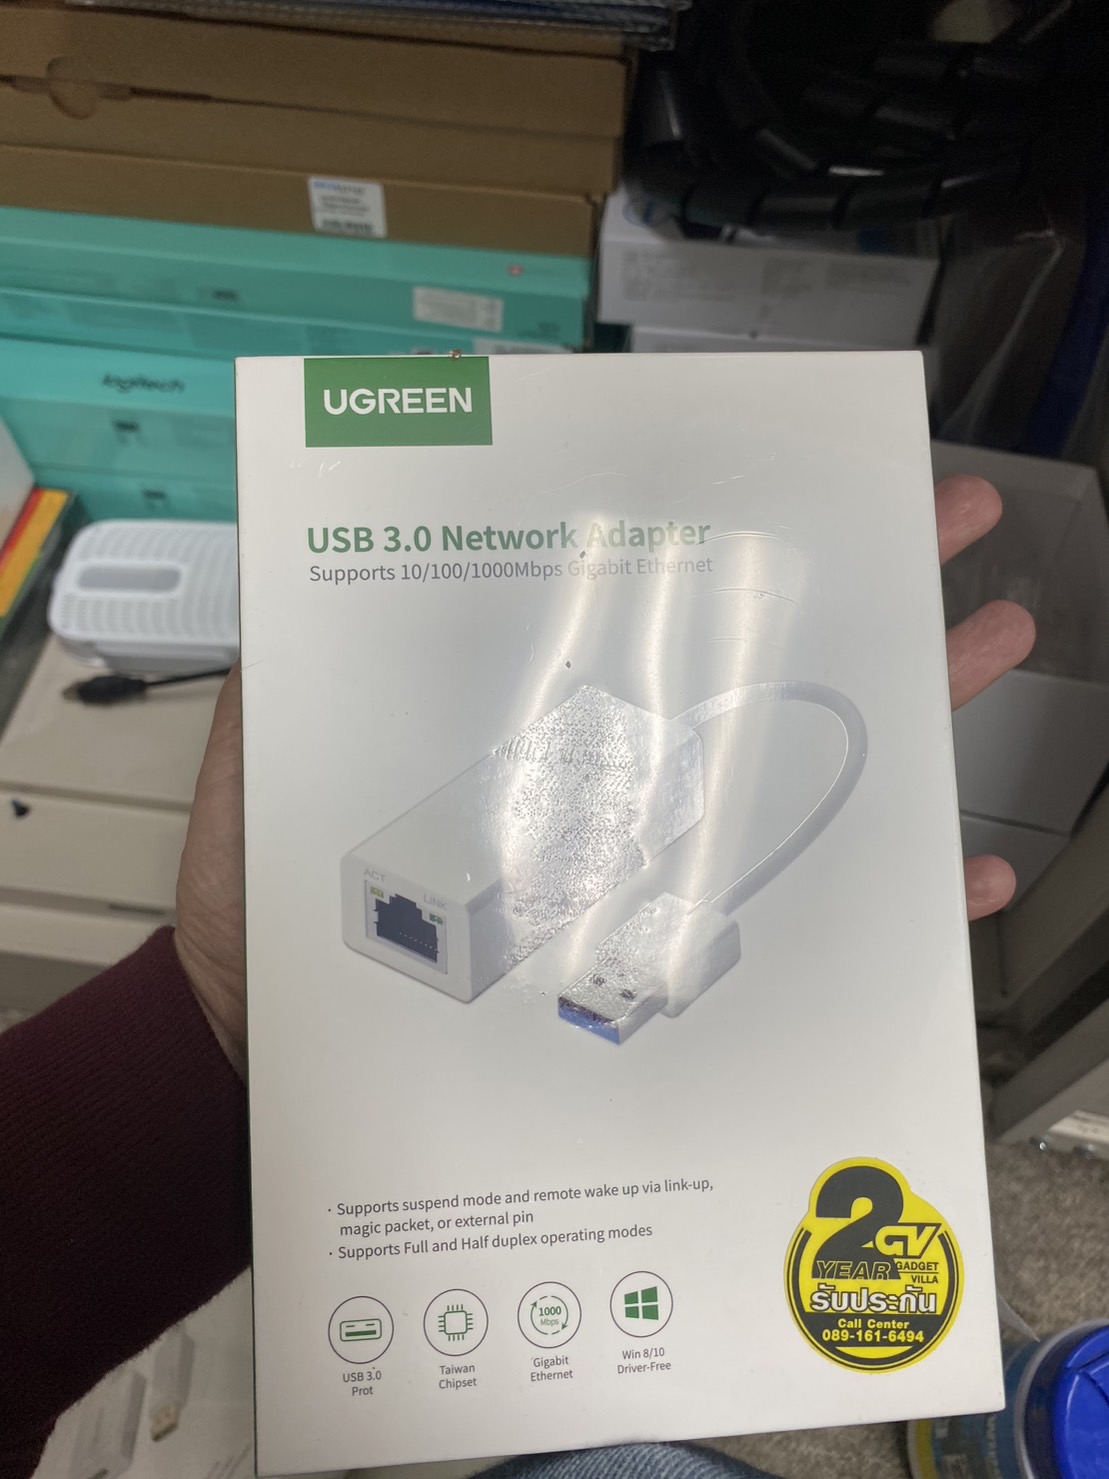 logitech
UGREEN
USB 3.0 Network Adapter
Supports 10/100/1000Mbps Gigabit Ethernet
ACT
LINK
· Supports suspend mode and remote wake up via link-up,
magic packet, or external pin
· Supports Full and Half duplex operating modes
1000
Mbps
USB 3.0
Prot
Taiwan
Chipset
Gigabit
Ethernet
Win 8/10
Driver-Free
2
YEAR
GV
GADGET
VILLA
รับประกัน
Call Center
089-161-6494